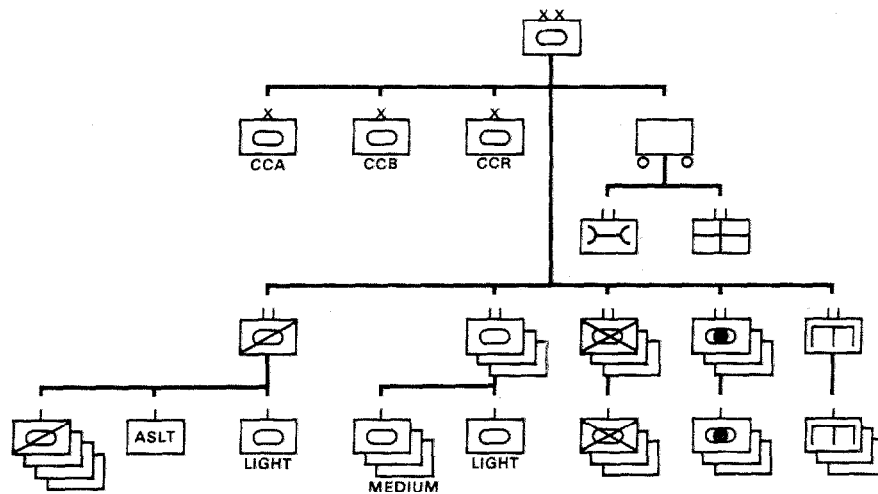 X X
X
X
X
CCA
CCB
CCR
ASLT
LIGHT
MEDIUM
LIGHT